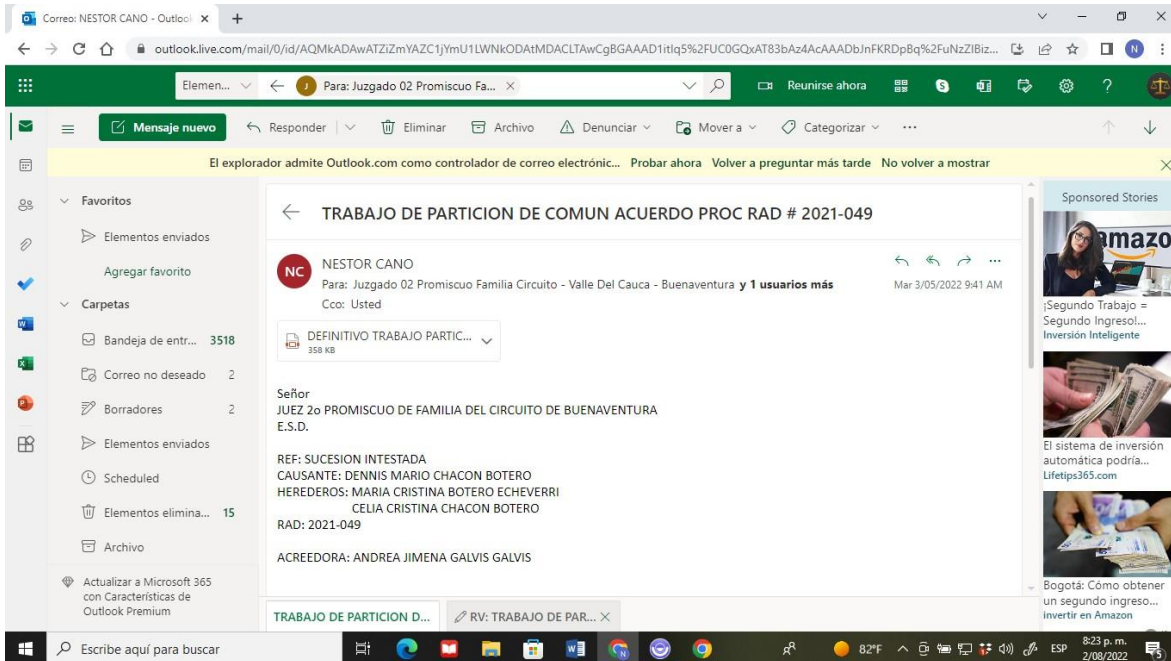 Correo: NESTOR CANO - Outloo
outlook.live.com/mail/0/id/AQMkADAwATZiZmYAZC1jYmU1LWNkODAtMDACLTAwCgBGAAAD1itlq5%2FUC0GQxAT83bAz4AcAAADbJnFKRDpBq%2FuNzZIBiz...
N
Elemen...
J Para: Juzgado 02 Promiscuo Fa...
Reunirse ahora
Mensaje nuevo
Responder
Eliminar
Archivo
Denunciar
Mover a
Categorizar
El explorador admite Outlook.com como controlador de correo electrónic... Probar ahora Volver a preguntar más tarde No volver a mostrar
Favoritos
Elementos enviados
Agregar favorito
Carpetas
Bandeja de entr... 3518
Correo no deseado 2
Borradores 2
Elementos enviados
Scheduled
Elementos elimina... 15
Archivo
Actualizar a Microsoft 365
con Características de
Outlook Premium
TRABAJO DE PARTICION DE COMUN ACUERDO PROC RAD # 2021-049
NC
NESTOR CANO
Para: Juzgado 02 Promiscuo Familia Circuito - Valle Del Cauca - Buenaventura y 1 usuarios más
Mar 3/05/2022 9:41 AM
Cco: Usted
DEFINITIVO TRABAJO PARTIC...
358 KB
Señor
JUEZ 2o PROMISCUO DE FAMILIA DEL CIRCUITO DE BUENAVENTURA
E.S.D.
REF: SUCESION INTESTADA
CAUSANTE: DENNIS MARIO CHACON BOTERO
HEREDEROS: MARIA CRISTINA BOTERO ECHEVERRI
CELIA CRISTINA CHACON BOTERO
RAD: 2021-049
ACREEDORA: ANDREA JIMENA GALVIS GALVIS
TRABAJO DE PARTICION D...
RV: TRABAJO DE PAR...
Sponsored Stories
amazo
¡Segundo Trabajo =
Segundo Ingreso!...
Inversión Inteligente
El sistema de inversión
automática podría...
Lifetips365.com
Bogotá: Cómo obtener
un segundo ingreso...
invertir en Amazon
Escribe aquí para buscar
82°F
ESP
8:23 p. m.
2/08/2022
5